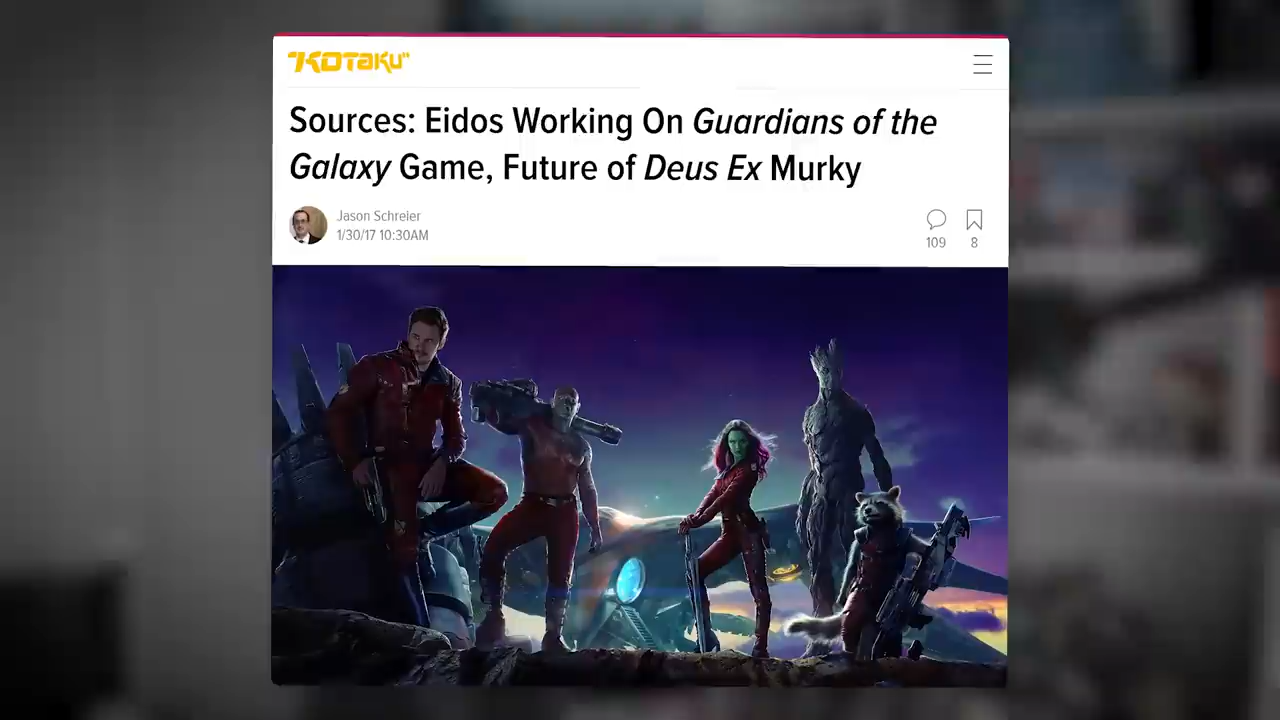 "KOTAKU"
Sources: Eidos Working On Guardians of the
Galaxy Game, Future of Deus Ex Murky
Jason Schreier
1/30/17 10:30AM
109
8